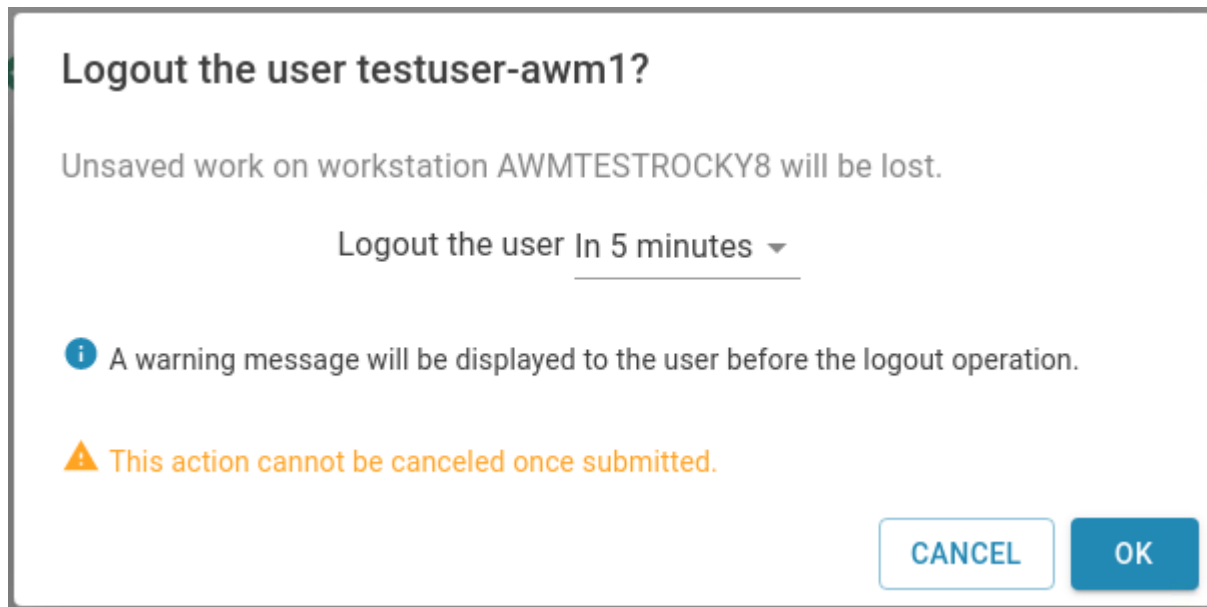 Logout the user testuser-awm1?
Unsaved work on workstation AWMTESTROCKY8 will be lost.
Logout the user In 5 minutes
A warning message will be displayed to the user before the logout operation.
This action cannot be canceled once submitted.
CANCEL OK